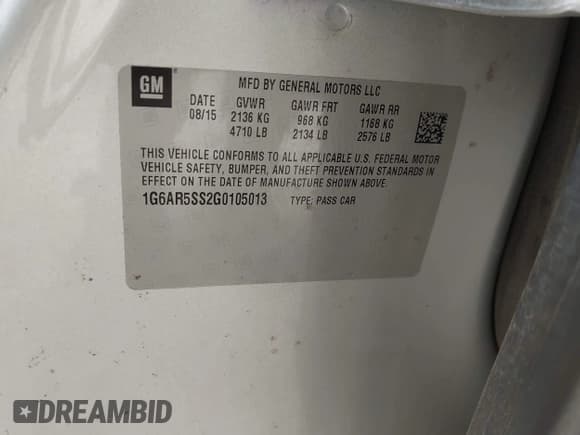 GM
MFD BY GENERAL MOTORS LLC
DATE GVWR GAWR FRT GAWR RR
08/15 2136 KG 968 KG 1168 KG
4710 LB 2134 LB 2576 LB
THIS VEHICLE CONFORMS TO ALL APPLICABLE U.S. FEDERAL MOTOR
VEHICLE SAFETY, BUMPER, AND THEFT PREVENTION STANDARDS IN
EFFECT ON THE DATE OF MANUFACTURE SHOWN ABOVE.
1G6AR5SS2G0105013 TYPE: PASS CAR
DREAMBID